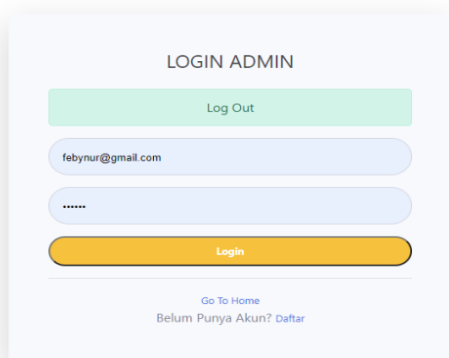 LOGIN ADMIN
Log Out
febynur@gmail.com
••••••
Login
Go To Home
Belum Punya Akun? Daftar